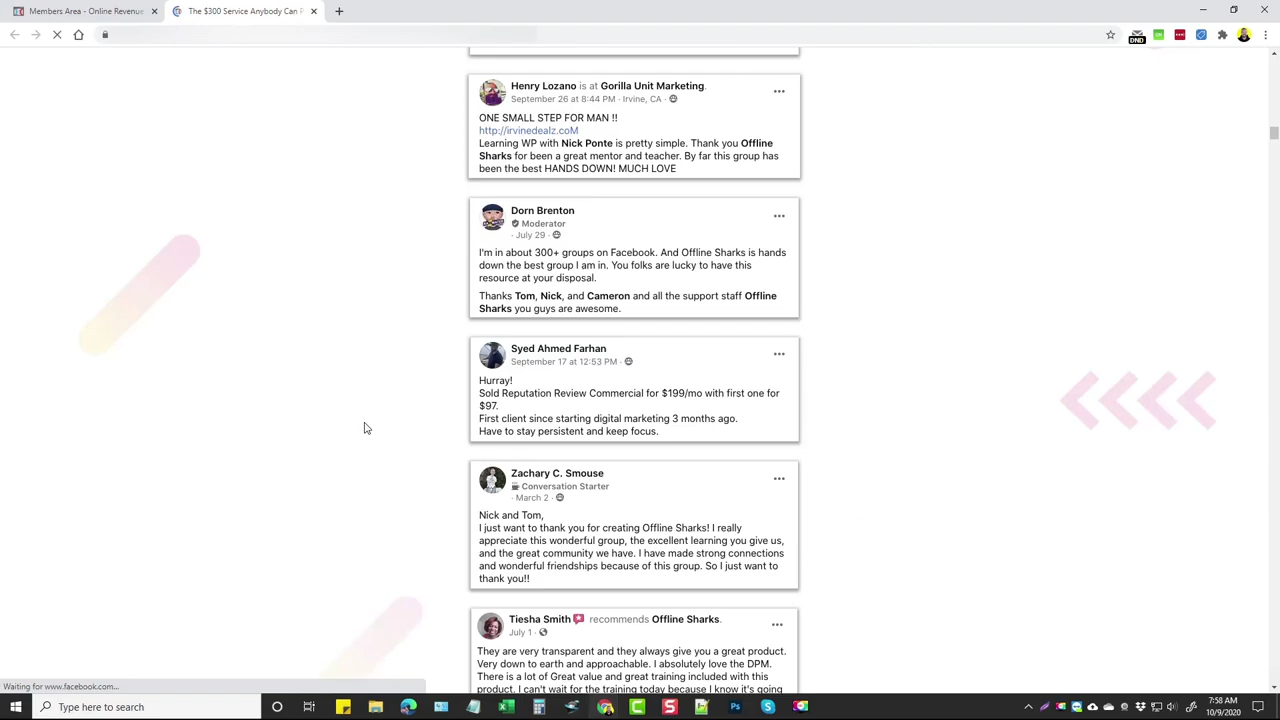 Members Area - Online Revenue
The $300 Service Anybody Can P
Henry Lozano is at Gorilla Unit Marketing.
September 26 at 8:44 PM · Irvine, CA ·
ONE SMALL STEP FOR MAN !!
http://irvinedealz.coM
Learning WP with Nick Ponte is pretty simple. Thank you Offline
Sharks for been a great mentor and teacher. By far this group has
been the best HANDS DOWN! MUCH LOVE
Dorn Brenton
Moderator
· July 29 ·
I'm in about 300+ groups on Facebook. And Offline Sharks is hands
down the best group I am in. You folks are lucky to have this
resource at your disposal.
Thanks Tom, Nick, and Cameron and all the support staff Offline
Sharks you guys are awesome.
Syed Ahmed Farhan
September 17 at 12:53 PM ·
Hurray!
Sold Reputation Review Commercial for $199/mo with first one for
$97.
First client since starting digital marketing 3 months ago.
Have to stay persistent and keep focus.
Zachary C. Smouse
Conversation Starter
· March 2 ·
Nick and Tom,
I just want to thank you for creating Offline Sharks! I really
appreciate this wonderful group, the excellent learning you give us,
and the great community we have. I have made strong connections
and wonderful friendships because of this group. So I just want to
thank you!!
Tiesha Smith recommends Offline Sharks.
July 1 ·
They are very transparent and they always give you a great product.
Very down to earth and approachable. I absolutely love the DPM.
There is a lot of Great value and great training included with this
product. I can't wait for the training today because I know it's going
Waiting for www.facebook.com...
Type here to search
7:58 AM
10/9/2020
DND